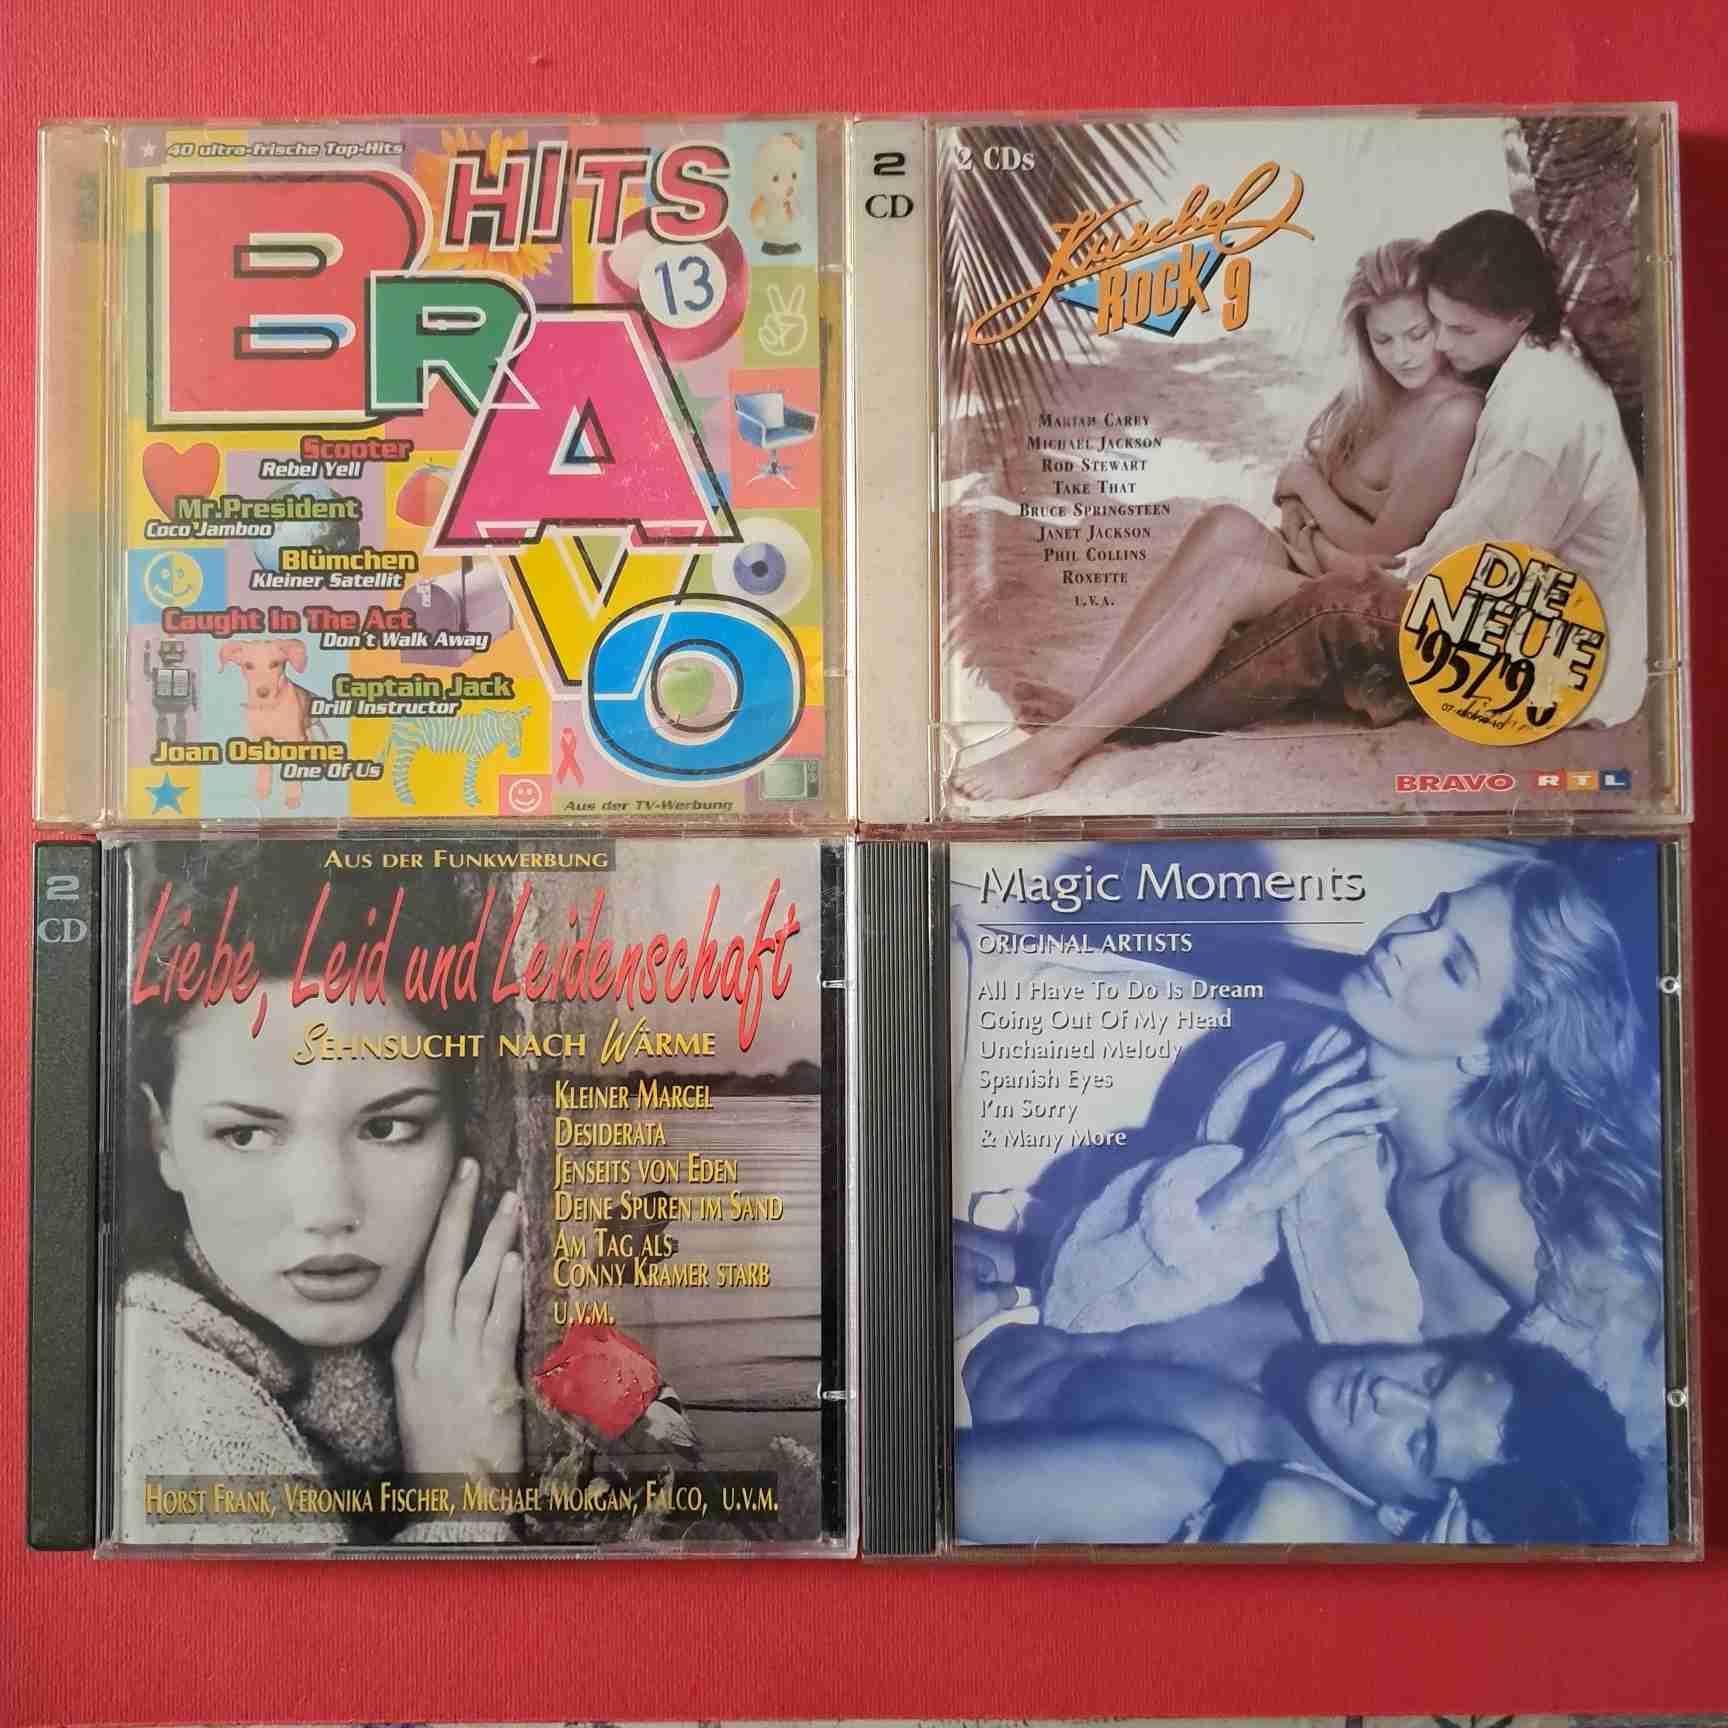 40 ultra-frische Top-Hits
BRAVO
HITS
13
Scooter
Rebel Yell
Mr.President
Coco Jamboo
Blümchen
Kleiner Satellit
Caught In The Act
Don't Walk Away
Captain Jack
Drill Instructor
Joan Osborne
One Of Us
Aus der TV-Werbung
2
CD
2 CDs
Kuschel
ROCK 9
MARIAH CAREY
MICHAEL JACKSON
ROD STEWART
TAKE THAT
BRUCE SPRINGSTEEN
JANET JACKSON
PHIL COLLINS
ROXETTE
U.V.A.
DIE
NEUE
'95/'9
BRAVO RTL
2
CD
AUS DER FUNKWERBUNG
Liebe, Leid und Leidenschaft
SEHNSUCHT NACH WÄRME
KLEINER MARCEL
DESIDERATA
JENSEITS VON EDEN
DEINE SPUREN IM SAND
AM TAG ALS
CONNY KRAMER STARB
U.V.M.
HORST FRANK, VERONIKA FISCHER, MICHAEL MORGAN, FALCO, U.V.M.
Magic Moments
ORIGINAL ARTISTS
All I Have To Do Is Dream
Going Out Of My Head
Unchained Melody
Spanish Eyes
I'm Sorry
& Many More